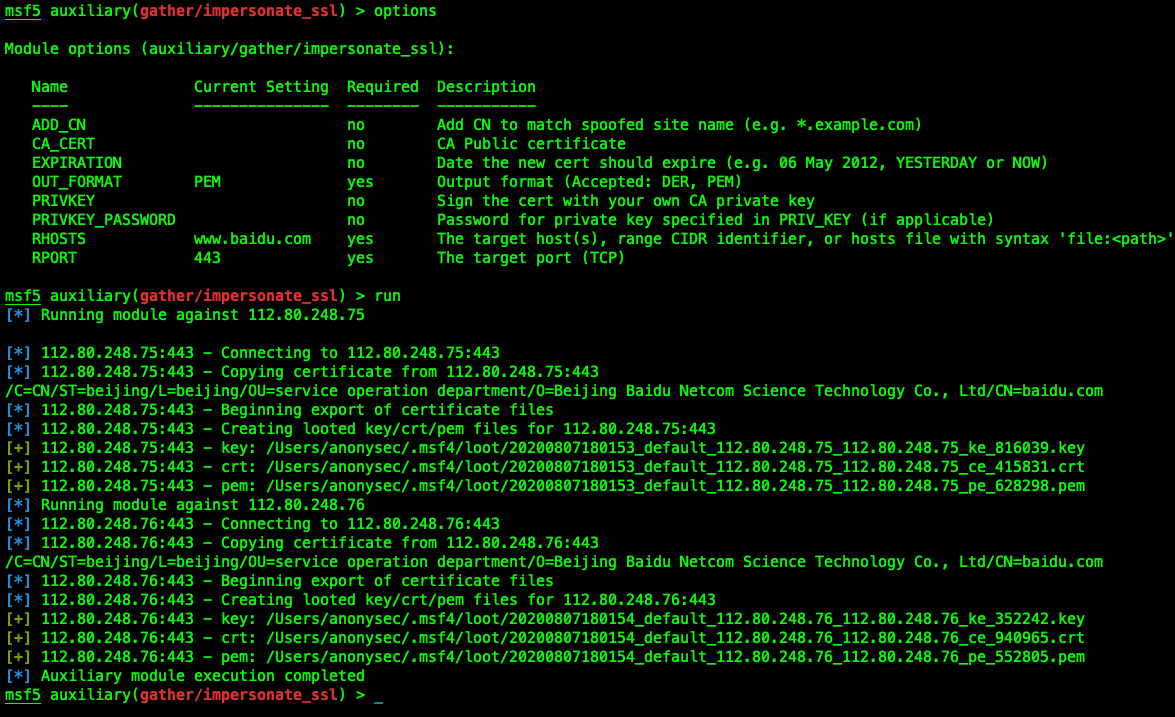 msf5 auxiliary(gather/impersonate_ssl) > options
Module options (auxiliary/gather/impersonate_ssl):
Name Current Setting Required Description
---- --------------- -------- -----------
ADD_CN no Add CN to match spoofed site name (e.g. *.example.com)
CA_CERT no CA Public certificate
EXPIRATION no Date the new cert should expire (e.g. 06 May 2012, YESTERDAY or NOW)
OUT_FORMAT PEM yes Output format (Accepted: DER, PEM)
PRIVKEY no Sign the cert with your own CA private key
PRIVKEY_PASSWORD no Password for private key specified in PRIV_KEY (if applicable)
RHOSTS www.baidu.com yes The target host(s), range CIDR identifier, or hosts file with syntax 'file:<path>'
RPORT 443 yes The target port (TCP)
msf5 auxiliary(gather/impersonate_ssl) > run
[*] Running module against 112.80.248.75
[*] 112.80.248.75:443 - Connecting to 112.80.248.75:443
[*] 112.80.248.75:443 - Copying certificate from 112.80.248.75:443
/C=CN/ST=beijing/L=beijing/OU=service operation department/O=Beijing Baidu Netcom Science Technology Co., Ltd/CN=baidu.com
[*] 112.80.248.75:443 - Beginning export of certificate files
[*] 112.80.248.75:443 - Creating looted key/crt/pem files for 112.80.248.75:443
[+] 112.80.248.75:443 - key: /Users/anonysec/.msf4/loot/20200807180153_default_112.80.248.75_112.80.248.75_ke_816039.key
[+] 112.80.248.75:443 - crt: /Users/anonysec/.msf4/loot/20200807180153_default_112.80.248.75_112.80.248.75_ce_415831.crt
[+] 112.80.248.75:443 - pem: /Users/anonysec/.msf4/loot/20200807180153_default_112.80.248.75_112.80.248.75_pe_628298.pem
[*] Running module against 112.80.248.76
[*] 112.80.248.76:443 - Connecting to 112.80.248.76:443
[*] 112.80.248.76:443 - Copying certificate from 112.80.248.76:443
/C=CN/ST=beijing/L=beijing/OU=service operation department/O=Beijing Baidu Netcom Science Technology Co., Ltd/CN=baidu.com
[*] 112.80.248.76:443 - Beginning export of certificate files
[*] 112.80.248.76:443 - Creating looted key/crt/pem files for 112.80.248.76:443
[+] 112.80.248.76:443 - key: /Users/anonysec/.msf4/loot/20200807180154_default_112.80.248.76_112.80.248.76_ke_352242.key
[+] 112.80.248.76:443 - crt: /Users/anonysec/.msf4/loot/20200807180154_default_112.80.248.76_112.80.248.76_ce_940965.crt
[+] 112.80.248.76:443 - pem: /Users/anonysec/.msf4/loot/20200807180154_default_112.80.248.76_112.80.248.76_pe_552805.pem
[*] Auxiliary module execution completed
msf5 auxiliary(gather/impersonate_ssl) > _